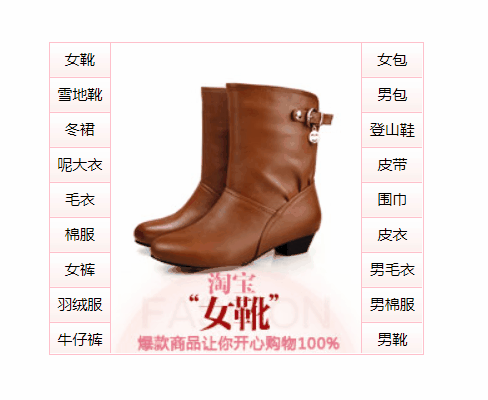 女靴
雪地靴
冬裙
呢大衣
毛衣
棉服
女裤
羽绒服
牛仔裤
淘宝
“女靴”
FASHION
爆款商品让你开心购物100%
女包
男包
登山鞋
皮带
围巾
皮衣
男毛衣
男棉服
男靴